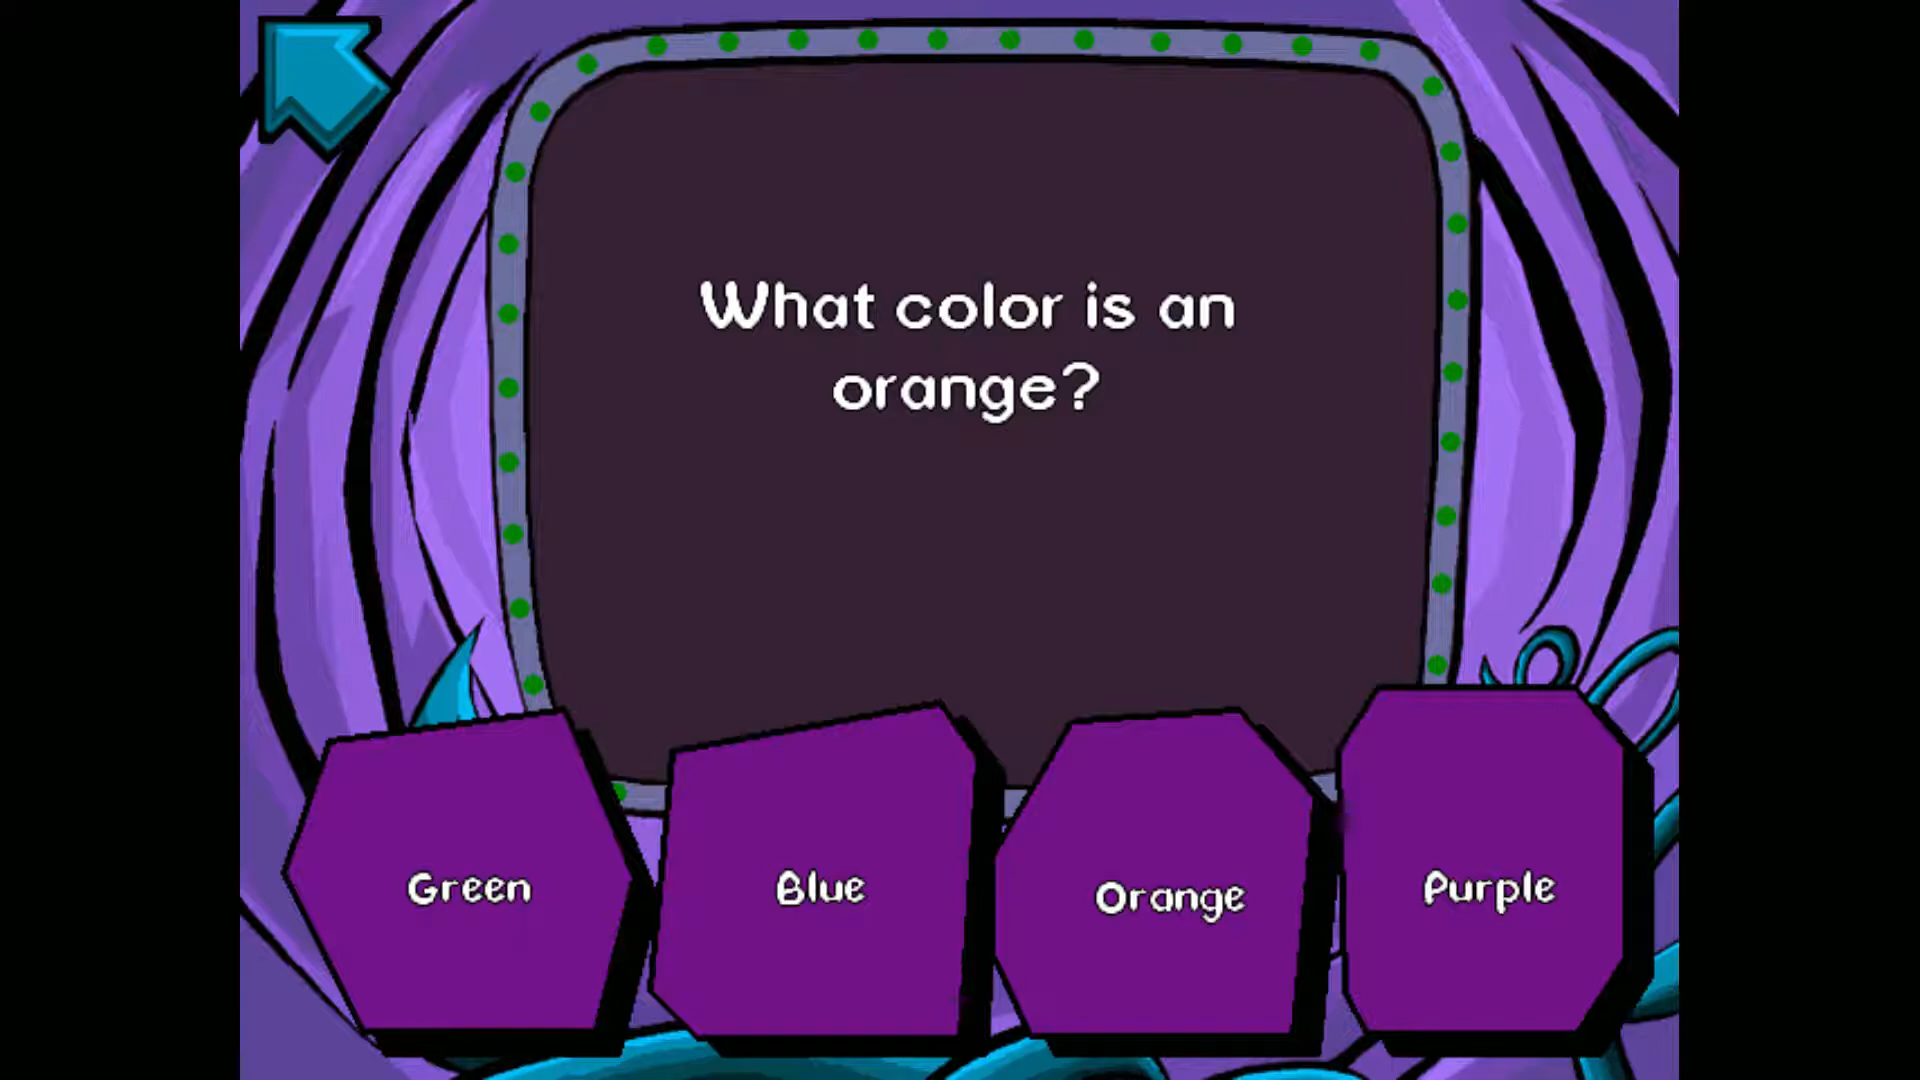 What color is an
orange?
Green
Blue
Orange
Purple